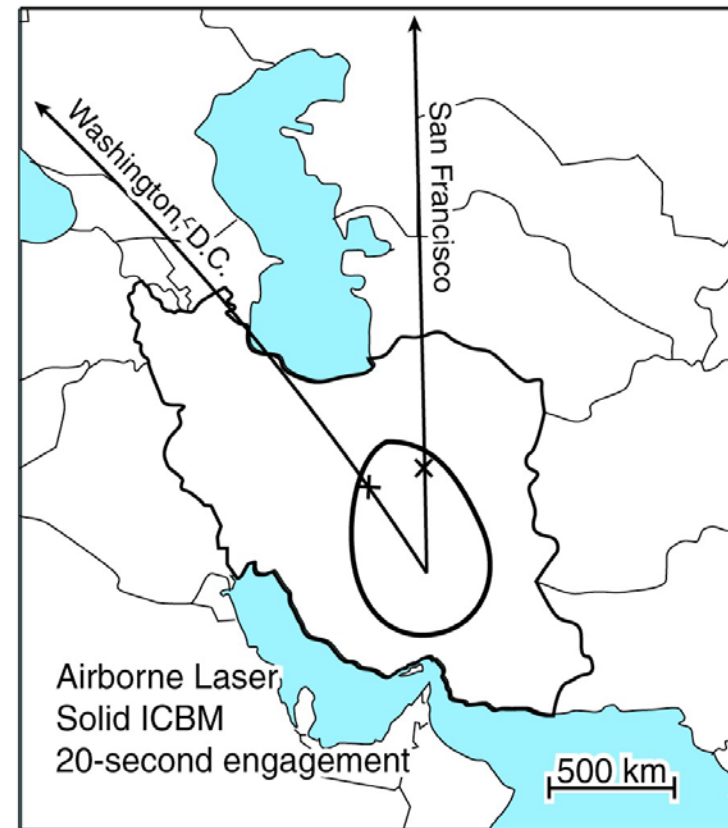 Washington, D.C.
San Francisco
Airborne Laser
Solid ICBM
20-second engagement
500 km